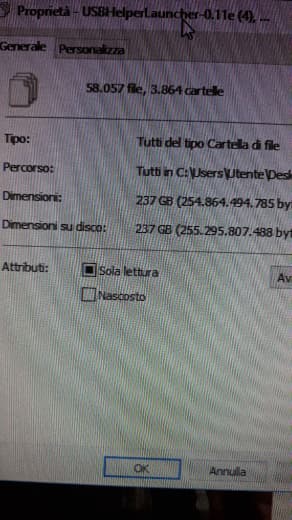 Proprietà - USBHelperLauncher-0.11e (4), ...
Generale Personalizza
58.057 file, 3.864 cartelle
Tipo: Tutti del tipo Cartella di file
Percorso: Tutti in C:\Users\Utente\Desk
Dimensioni: 237 GB (254.864.494.785 by
Dimensioni su disco: 237 GB (255.295.807.488 byt
Attributi: Sola lettura Av
Nascosto
OK Annulla